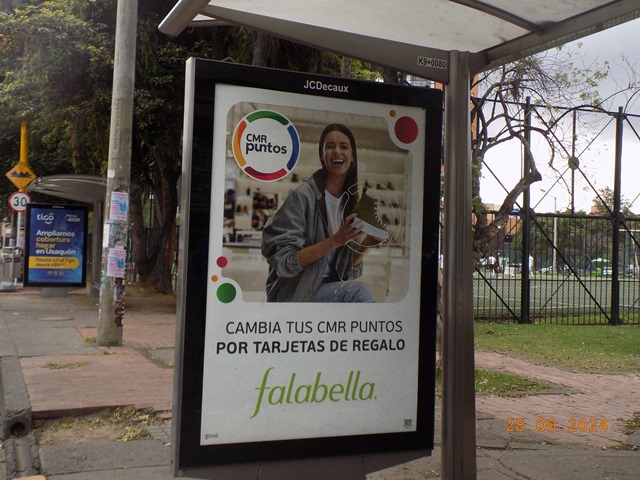 K9+0080
JCDecaux
CMR
puntos
CAMBIA TUS CMR PUNTOS
POR TARJETAS DE REGALO
falabella.
30
tigo
Ampliamos
cobertura
hogar
en Usaquén
28 09 2024